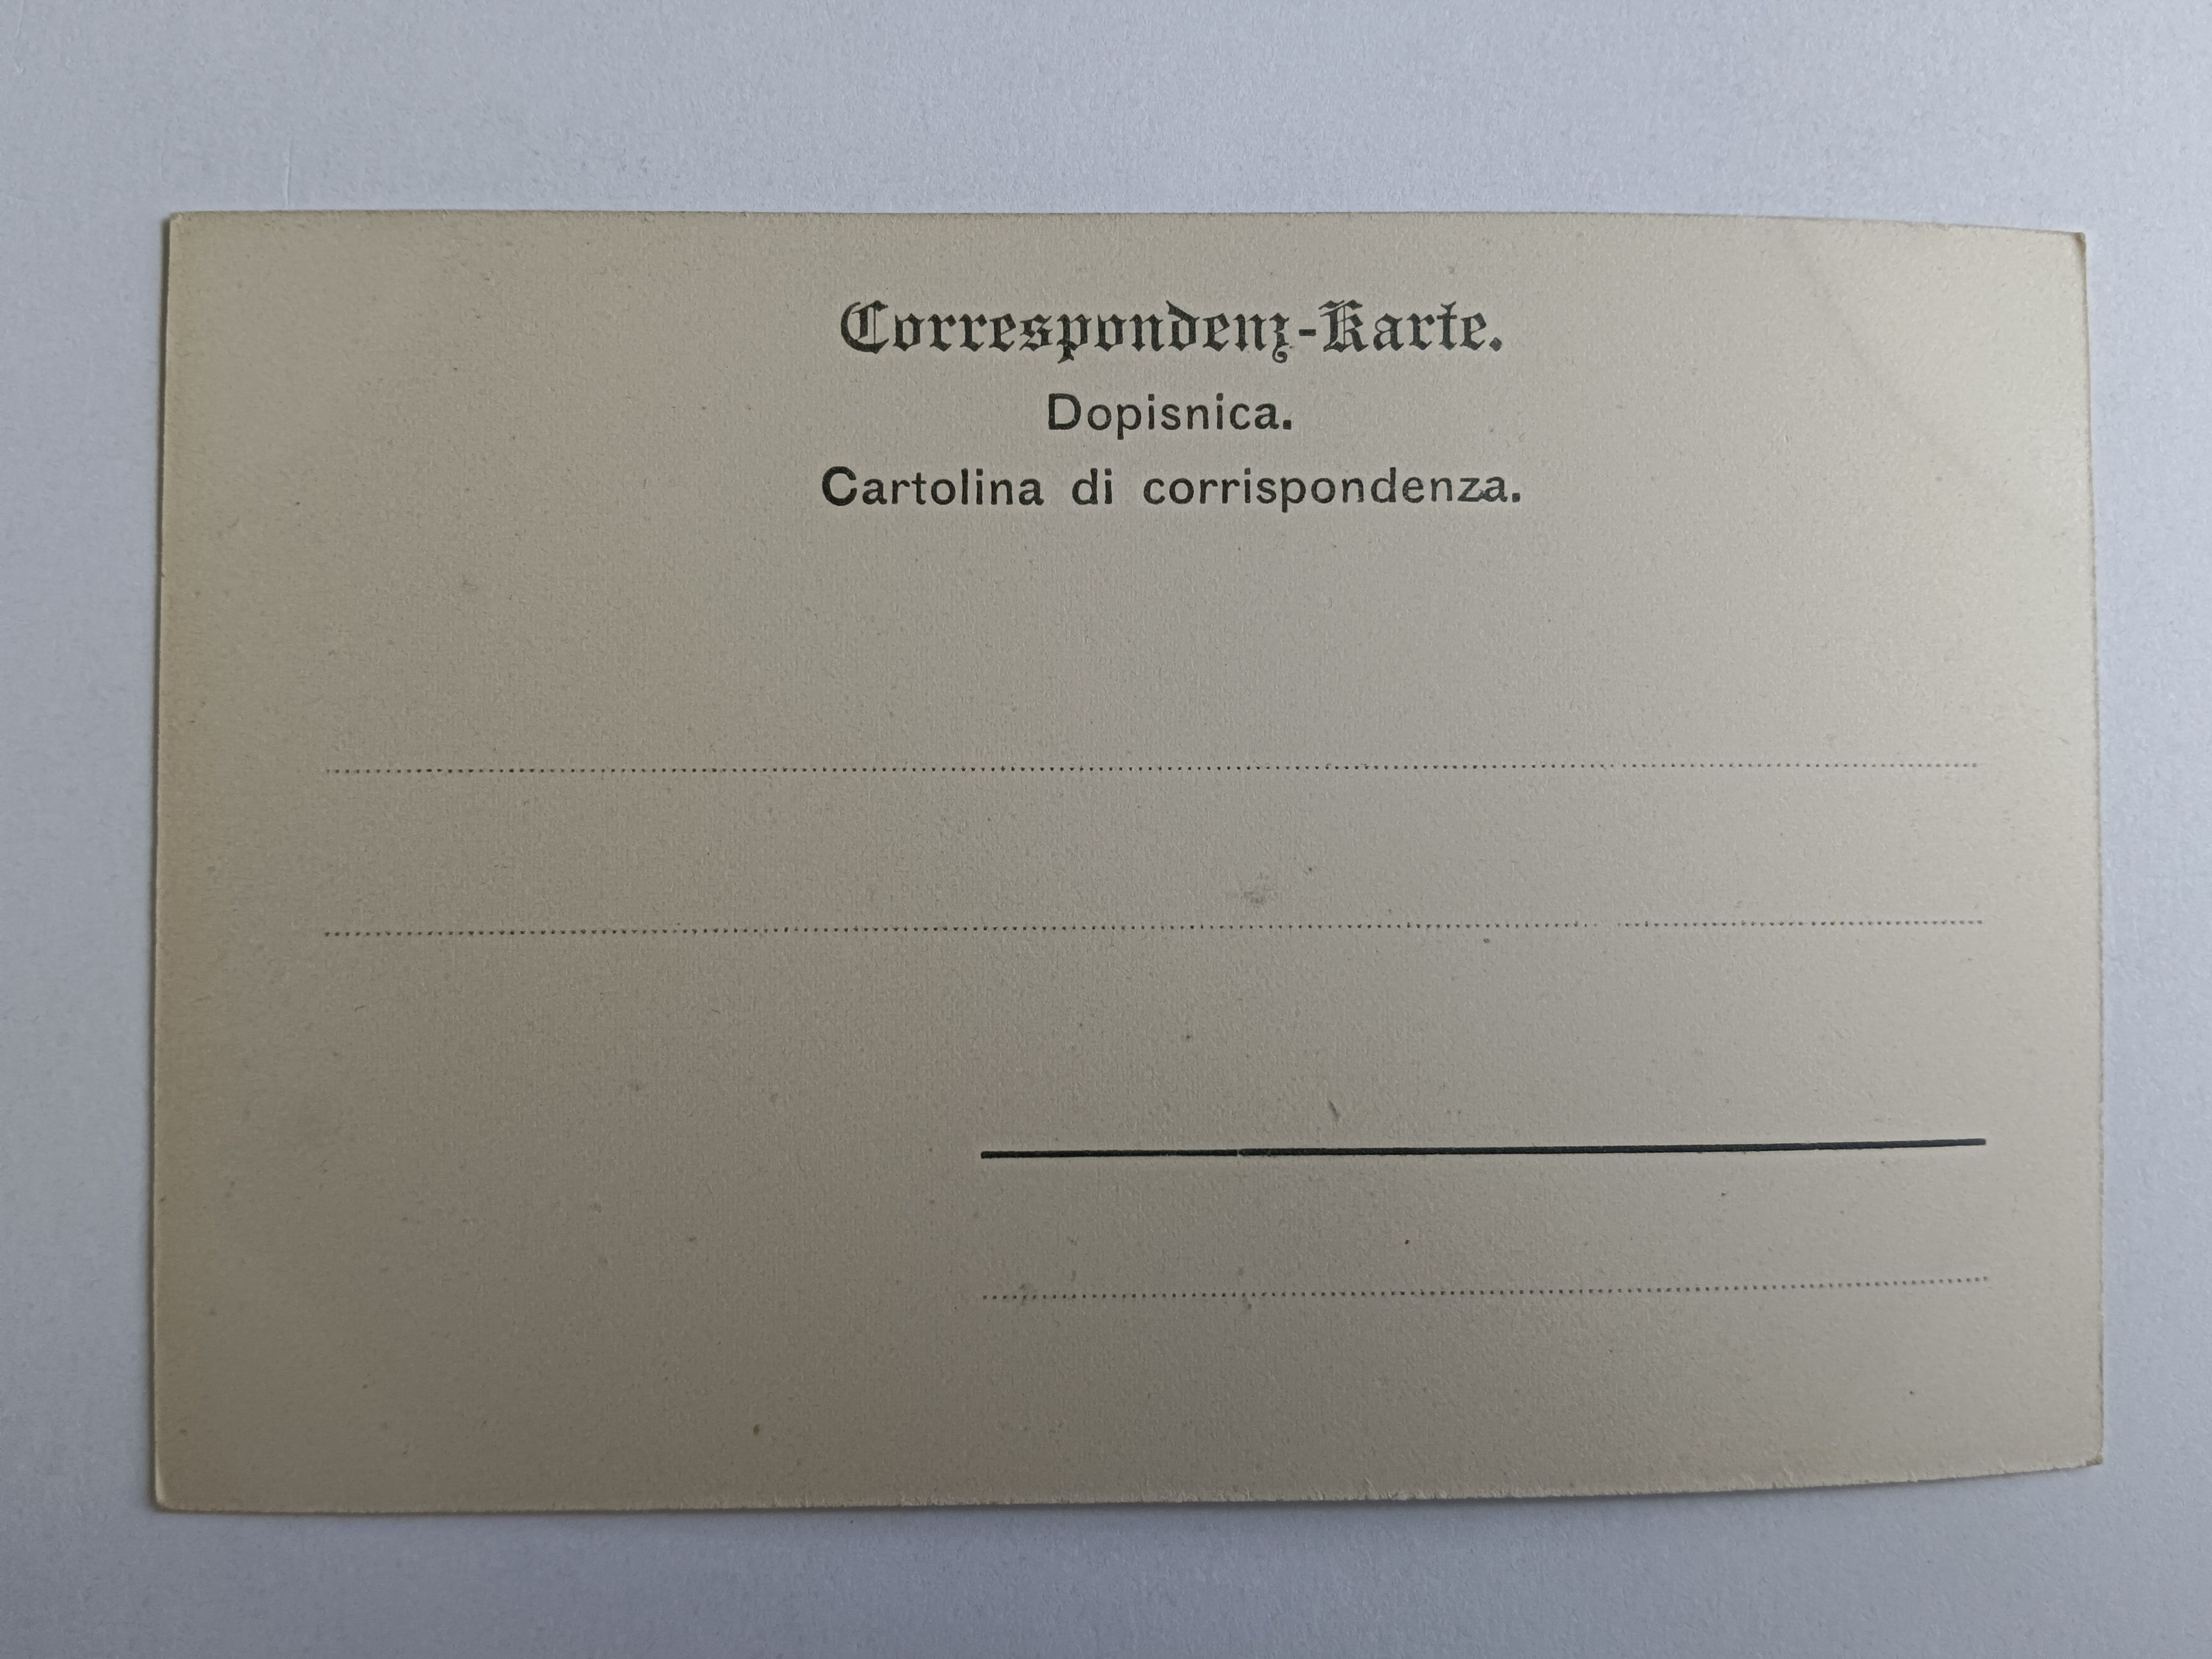 Correspondenz-Karte.
Dopisnica.
Cartolina di corrispondenza.